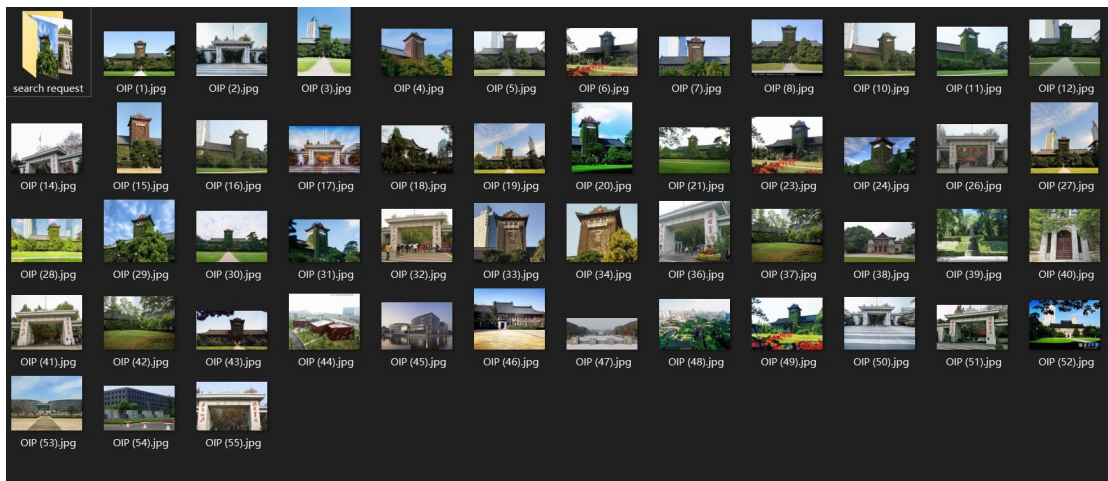 search request
OIP (1).jpg
OIP (2).jpg
OIP (3).jpg
OIP (4).jpg
OIP (5).jpg
OIP (6).jpg
OIP (7).jpg
OIP (8).jpg
OIP (10).jpg
OIP (11).jpg
OIP (12).jpg
OIP (14).jpg
OIP (15).jpg
OIP (16).jpg
OIP (17).jpg
OIP (18).jpg
OIP (19).jpg
OIP (20).jpg
OIP (21).jpg
OIP (23).jpg
OIP (24).jpg
OIP (26).jpg
OIP (27).jpg
OIP (28).jpg
OIP (29).jpg
OIP (30).jpg
OIP (31).jpg
OIP (32).jpg
OIP (33).jpg
OIP (34).jpg
OIP (36).jpg
OIP (37).jpg
OIP (38).jpg
OIP (39).jpg
OIP (40).jpg
OIP (41).jpg
OIP (42).jpg
OIP (43).jpg
OIP (44).jpg
OIP (45).jpg
OIP (46).jpg
OIP (47).jpg
OIP (48).jpg
OIP (49).jpg
OIP (50).jpg
OIP (51).jpg
OIP (52).jpg
OIP (53).jpg
OIP (54).jpg
OIP (55).jpg